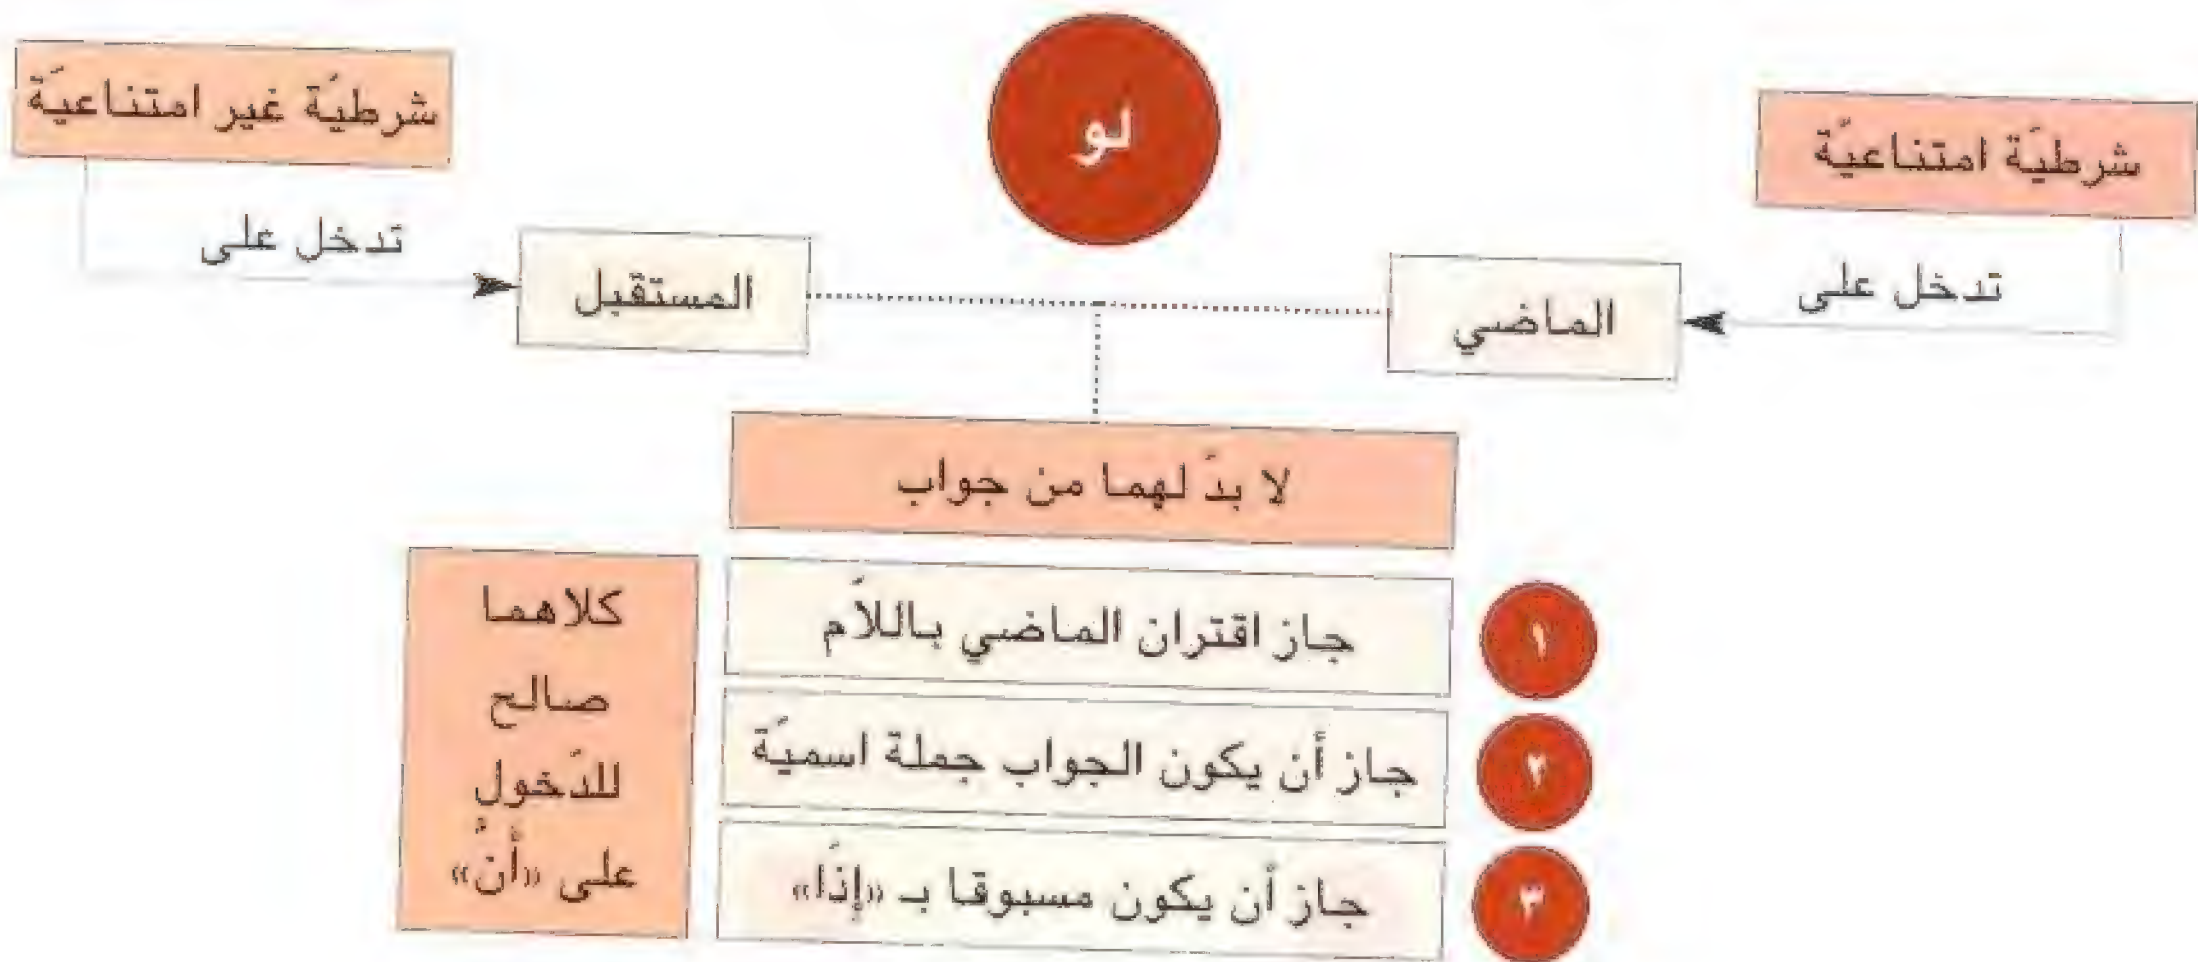 لو
شرطيّة امتناعيّة
شرطيّة غير امتناعيّة
تدخل على
تدخل على
الماضي
المستقبل
لا بدّ لهما من جواب
١
جاز اقتران الماضي باللاّم
٢
جاز أن يكون الجواب جملة اسميّة
٣
جاز أن يكون مسبوقا بـ «إذًا»
كلاهما
صالح
للدّخول
على «أنّ»